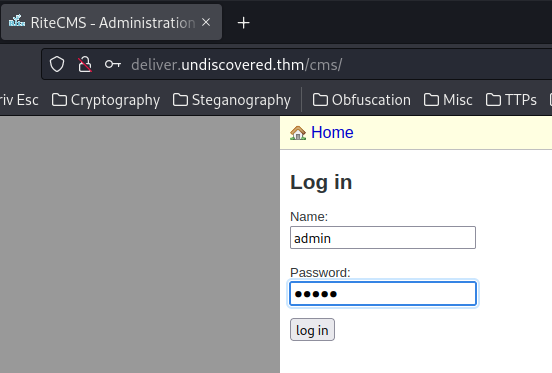 RiteCMS - Administration
deliver.undiscovered.thm/cms/
riv Esc Cryptography Steganography Obfuscation Misc TTPs
Home
Log in
Name:
admin
Password:
●●●●●
log in